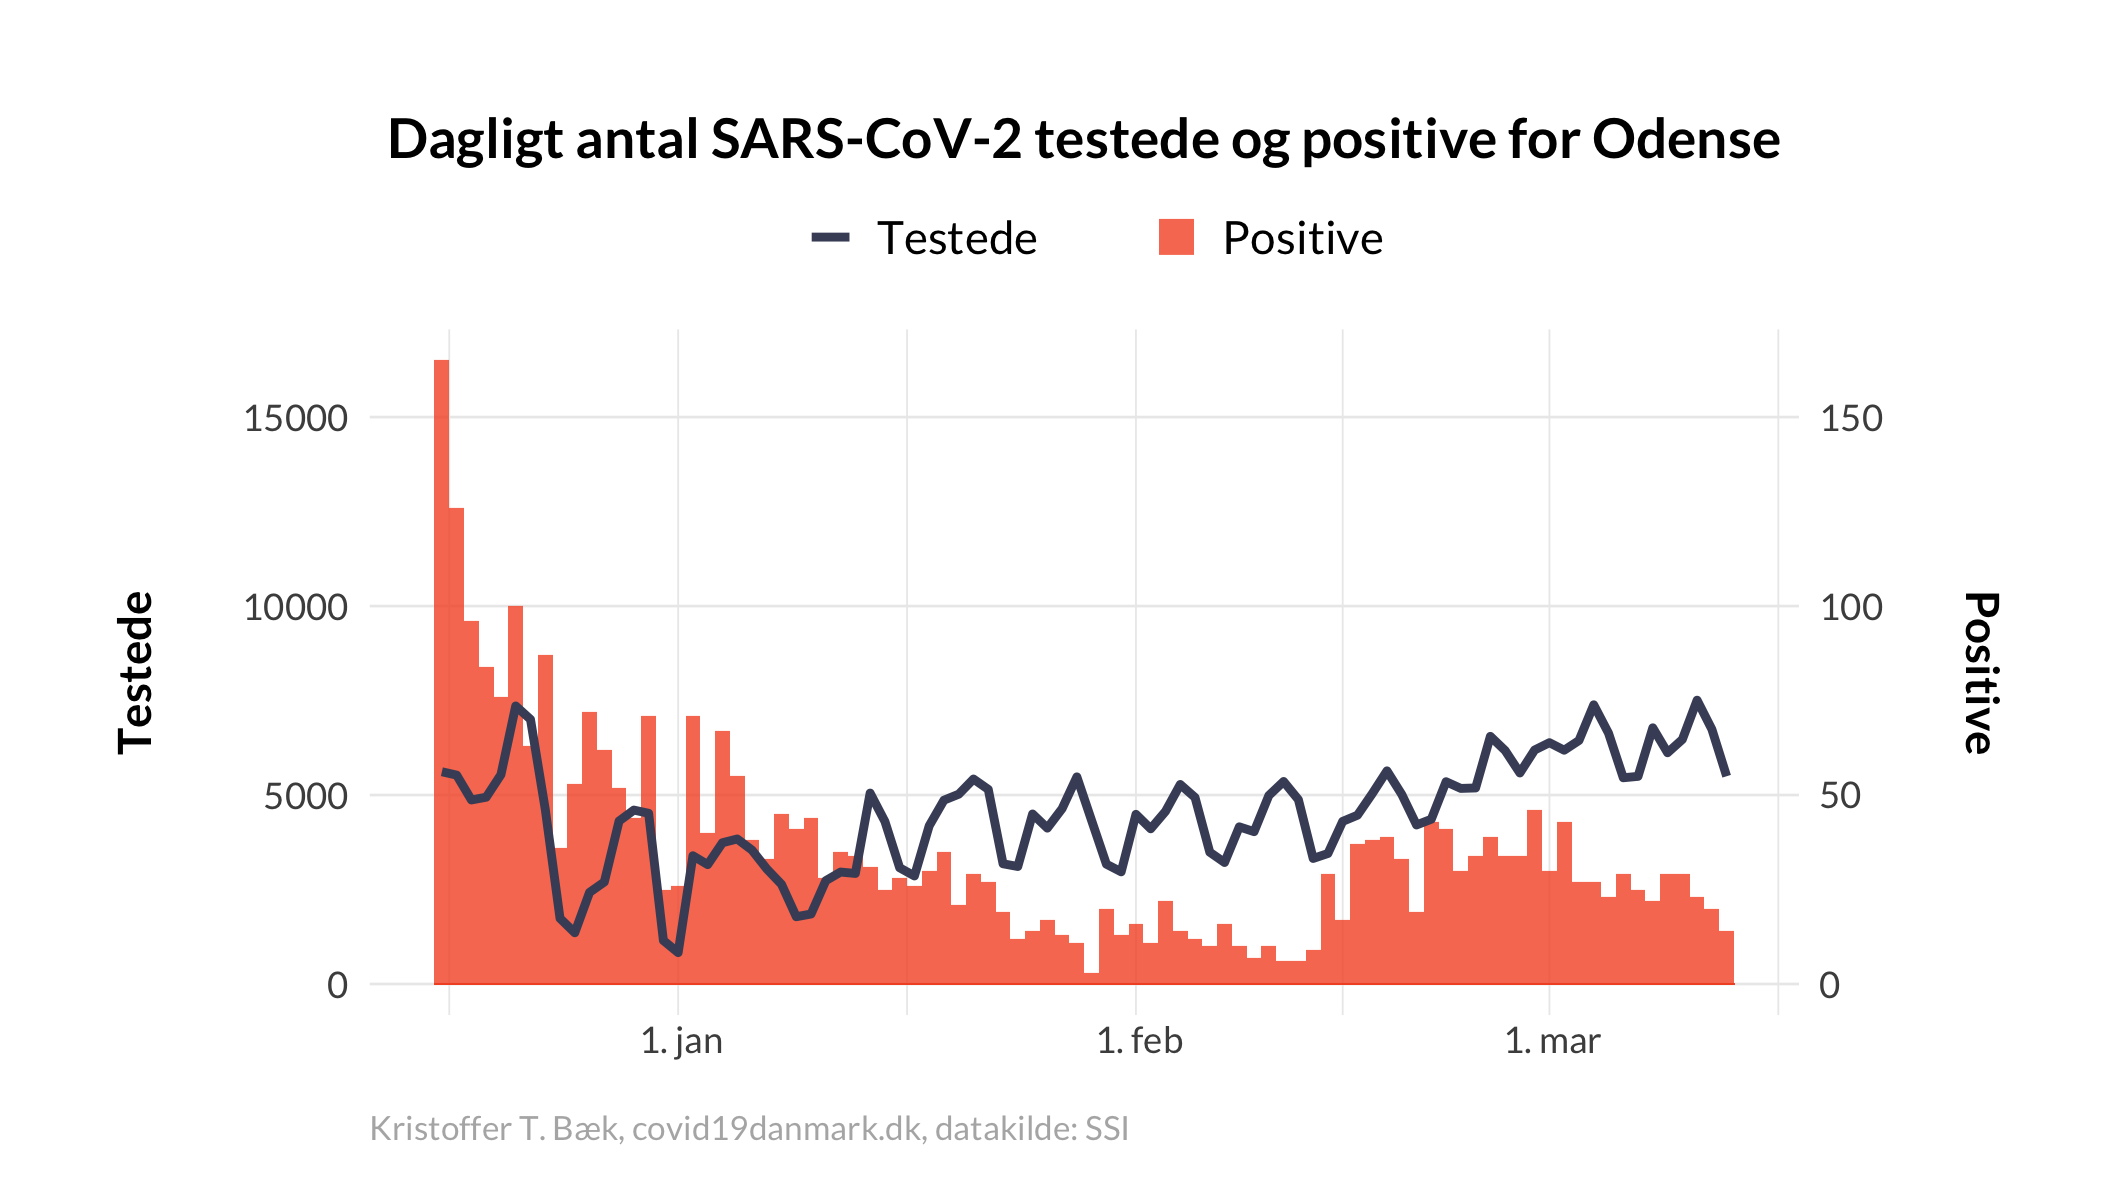 Dagligt antal SARS-CoV-2 testede og positive for Odense
Testede
Positive
15000
10000
5000
0
Testede
150
100
50
0
Positive
1. jan
1. feb
1. mar
Kristoffer T. Bæk, covid19danmark.dk, datakilde: SSI